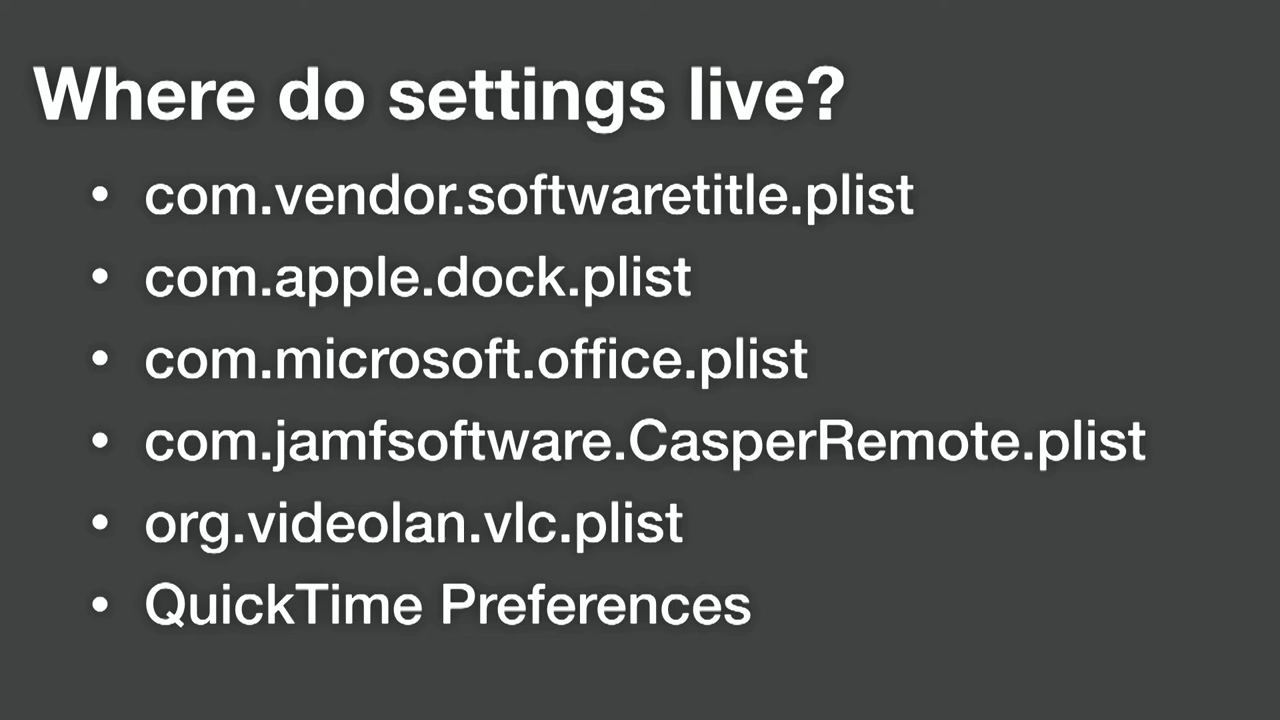 Where do settings live?
• com.vendor.softwaretitle.plist
• com.apple.dock.plist
• com.microsoft.office.plist
• com.jamfsoftware.CasperRemote.plist
• org.videolan.vlc.plist
• QuickTime Preferences